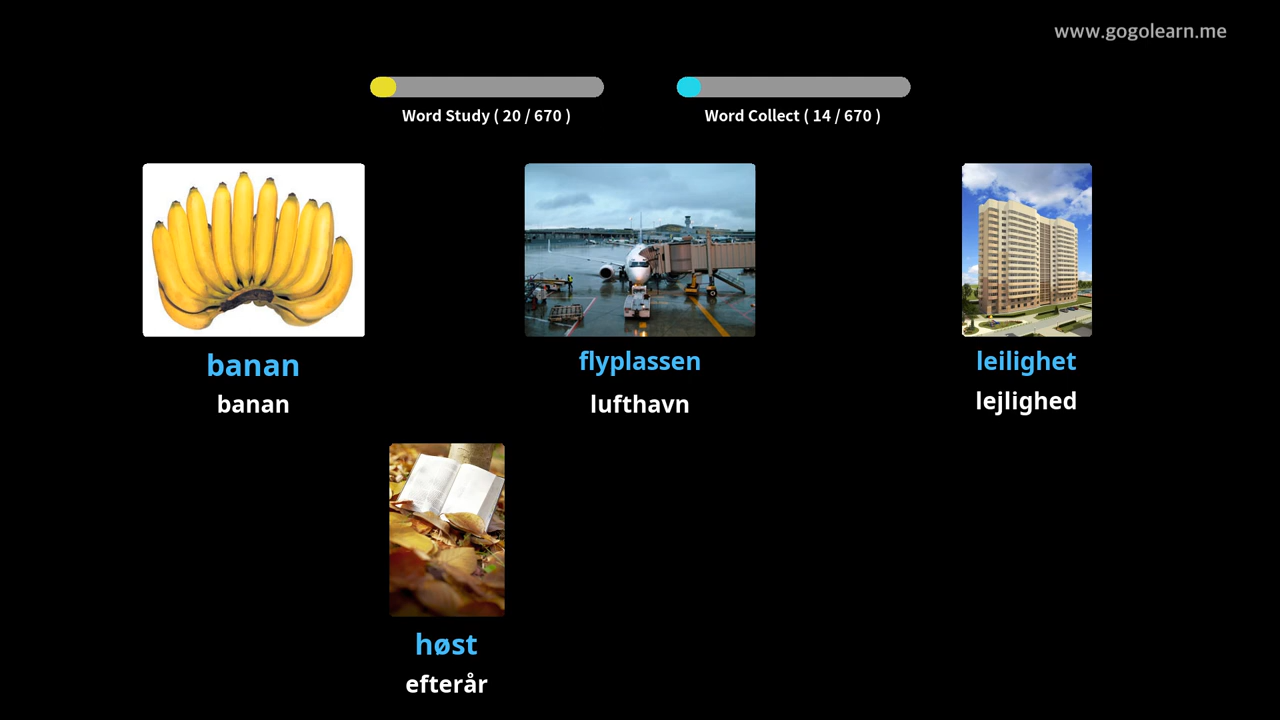 www.gogolearn.me
Word Study ( 20 / 670 )
Word Collect ( 14 / 670 )
banan
banan
flyplassen
lufthavn
leilighet
lejlighed
høst
efterår